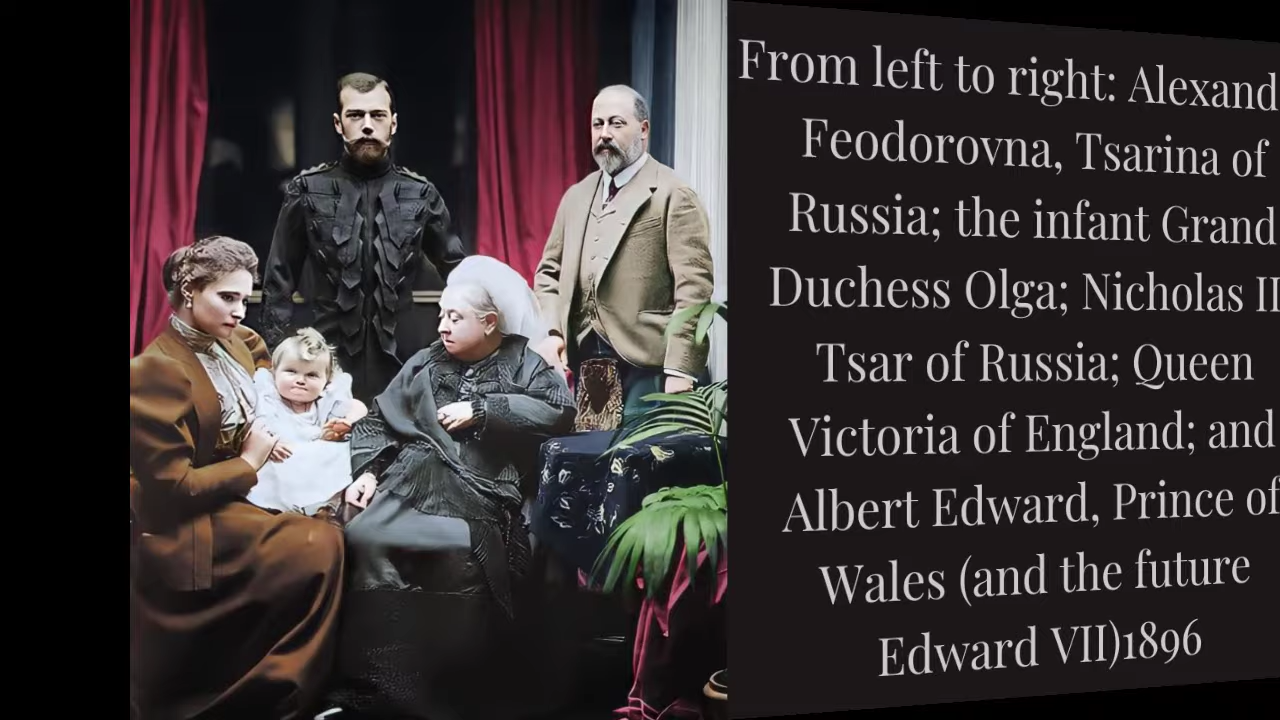 From left to right: Alexand
Feodorovna, Tsarina of
Russia; the infant Grand
Duchess Olga; Nicholas II
Tsar of Russia; Queen
Victoria of England; and
Albert Edward, Prince of
Wales (and the future
Edward VII)1896